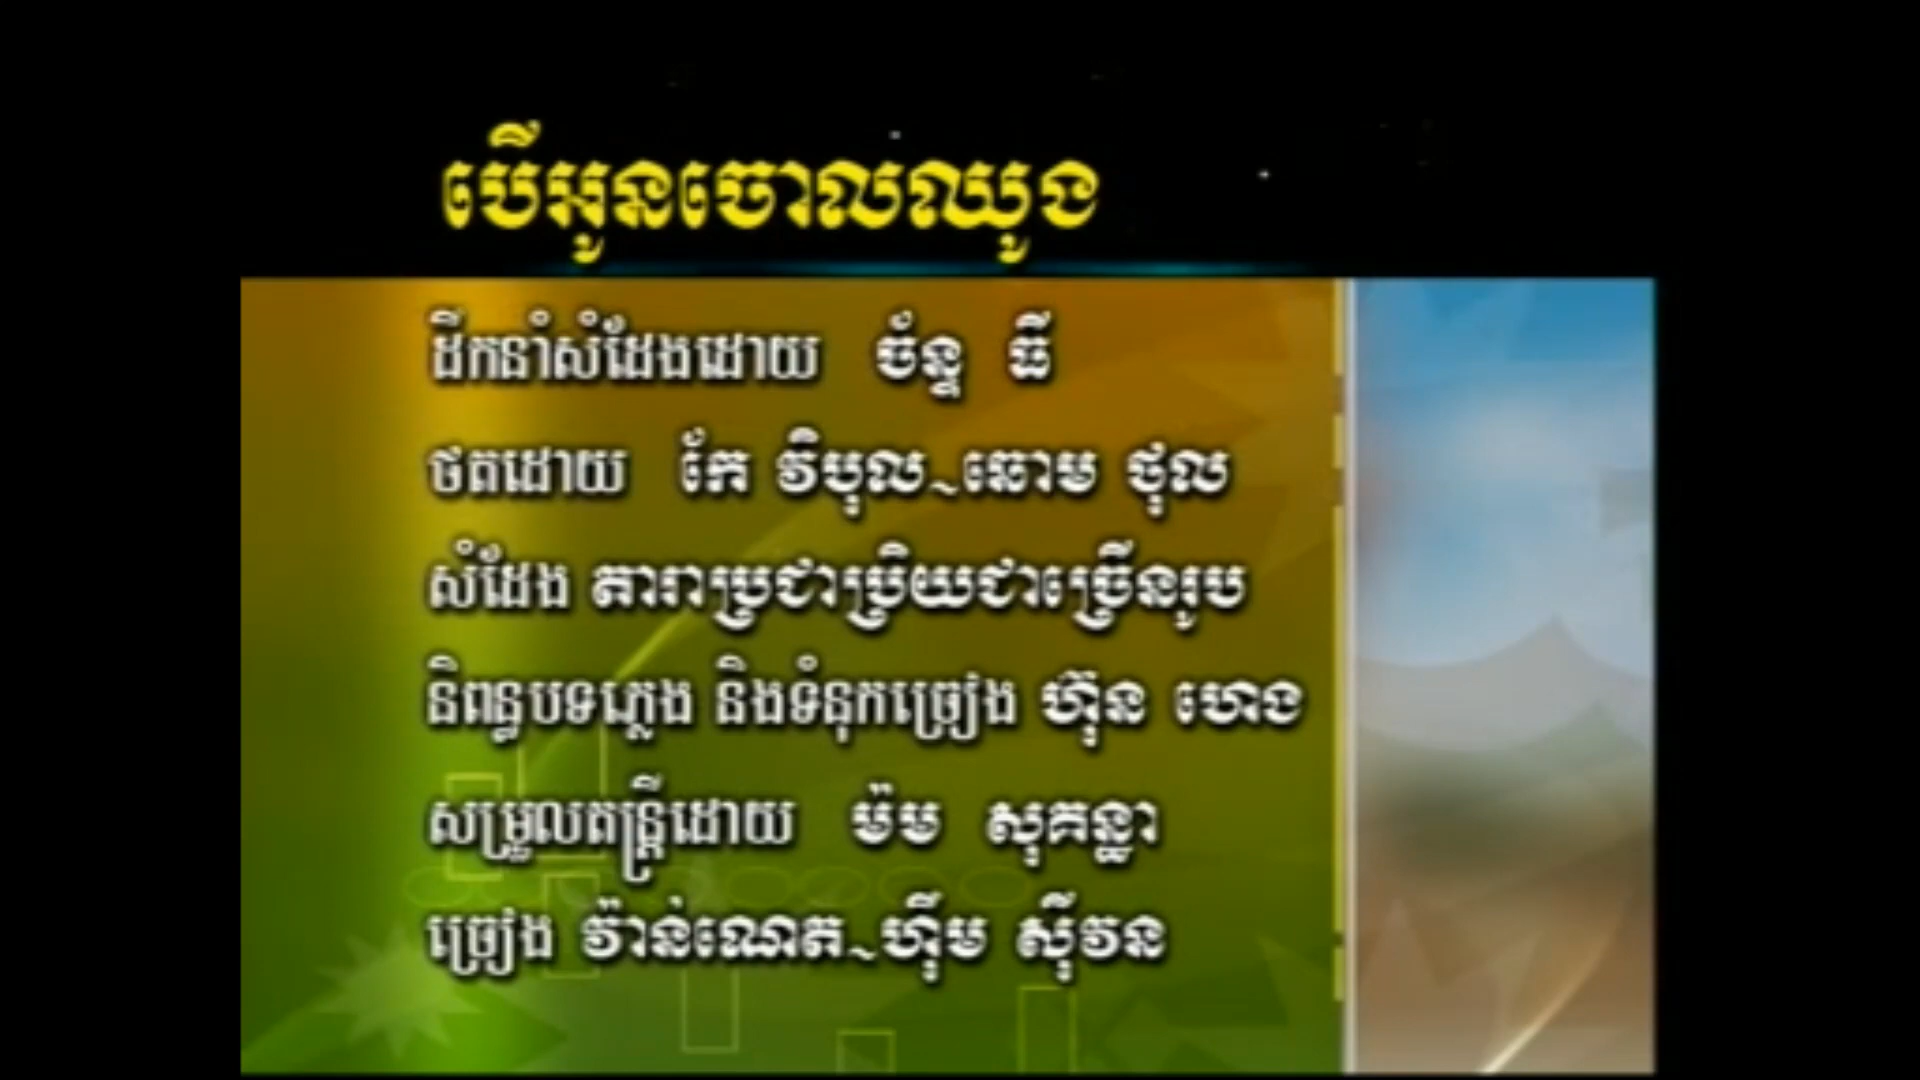 បើអូនចោលឈូង
ដឹកនាំសំដែងដោយ ច័ន្ទ ធី
ថតដោយ កែ វិបុល~ឆោម ថុល
សំដែង តារាប្រជាប្រិយជាច្រើនរូប
និពន្ធបទភ្លេង និងទំនុកច្រៀង ហ៊ុន ហេង
សម្រួលតន្ត្រីដោយ ម៉ម សុគន្ធា
ច្រៀង វ៉ាន់ណេត~ហ៊ឹម ស៊ីវន